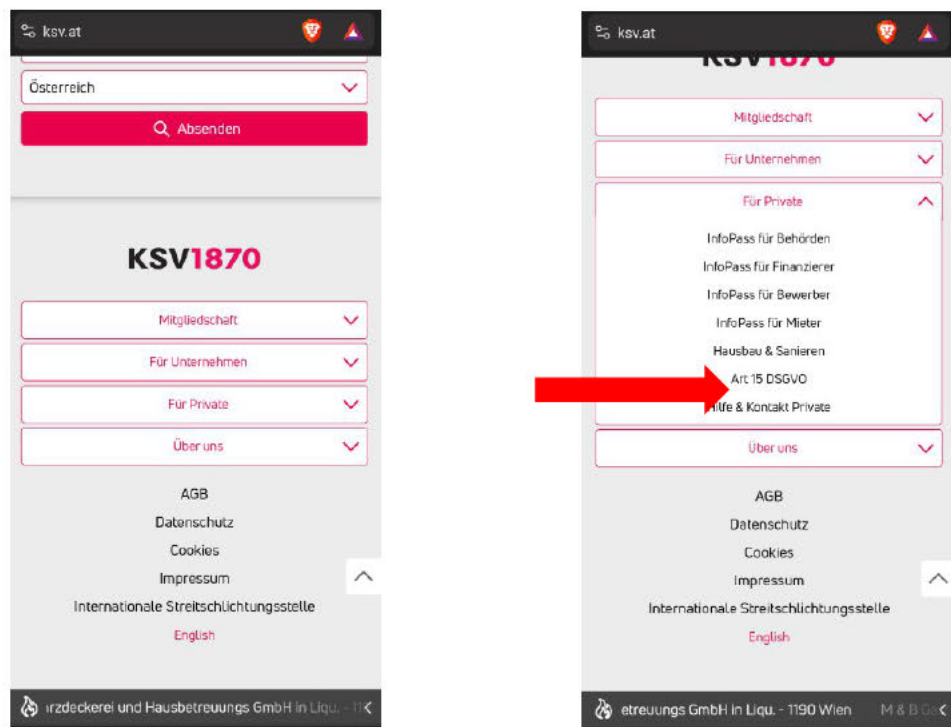 ksv.at
Österreich
Absenden
KSV1870
Mitgliedschaft
Für Unternehmen
Für Private
Über uns
AGB
Datenschutz
Cookies
Impressum
Internationale Streitschlichtungsstelle
English
rzdeckerei und Hausbetreuungs GmbH in Liqu. - 11
ksv.at
KSV1870
Mitgliedschaft
Für Unternehmen
Für Private
InfoPass für Behörden
InfoPass für Finanzierer
InfoPass für Bewerber
InfoPass für Mieter
Hausbau & Sanieren
Art 15 DSGVO
Hilfe & Kontakt Private
Über uns
AGB
Datenschutz
Cookies
Impressum
Internationale Streitschlichtungsstelle
English
etreuungs GmbH in Liqu. - 1190 Wien M & B